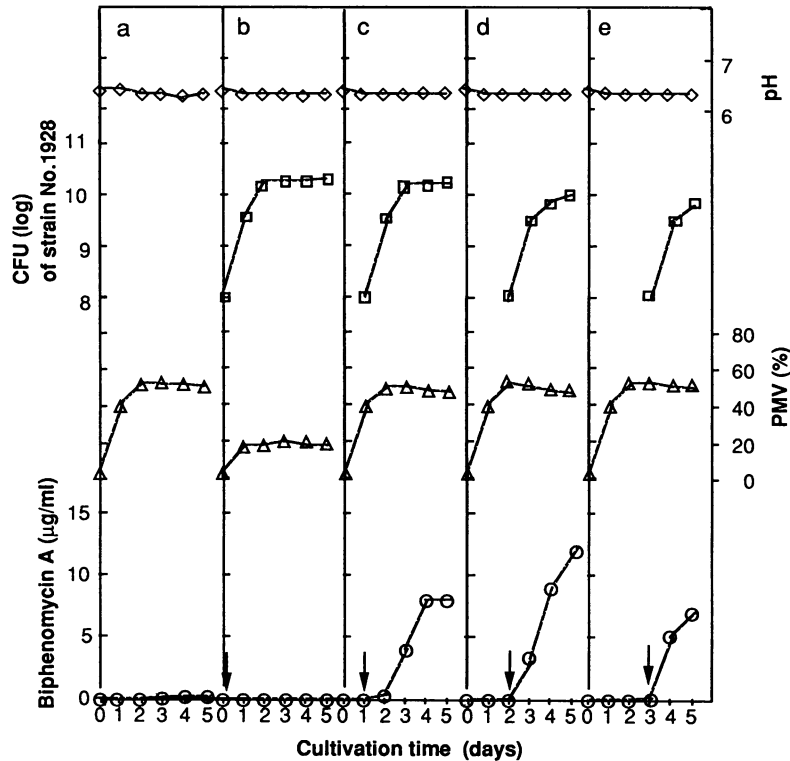 a b c d e
7
6
pH
11
10
9
8
CFU (log)
of strain No.1928
80
60
40
20
0
PMV (%)
15
10
5
0
Biphenomycin A (μg/ml)
0 1 2 3 4 5 0 1 2 3 4 5 0 1 2 3 4 5 0 1 2 3 4 5 0 1 2 3 4 5
Cultivation time (days)